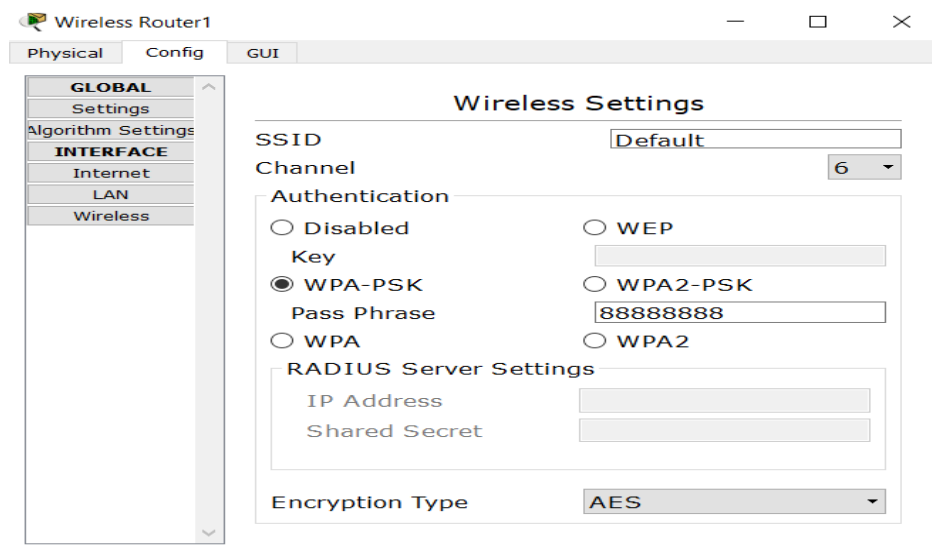 Wireless Router1
Physical Config GUI
GLOBAL
Settings
Algorithm Settings
INTERFACE
Internet
LAN
Wireless
Wireless Settings
SSID Default
Channel 6
Authentication
Disabled WEP
Key
WPA-PSK WPA2-PSK
Pass Phrase 88888888
WPA WPA2
RADIUS Server Settings
IP Address
Shared Secret
Encryption Type AES